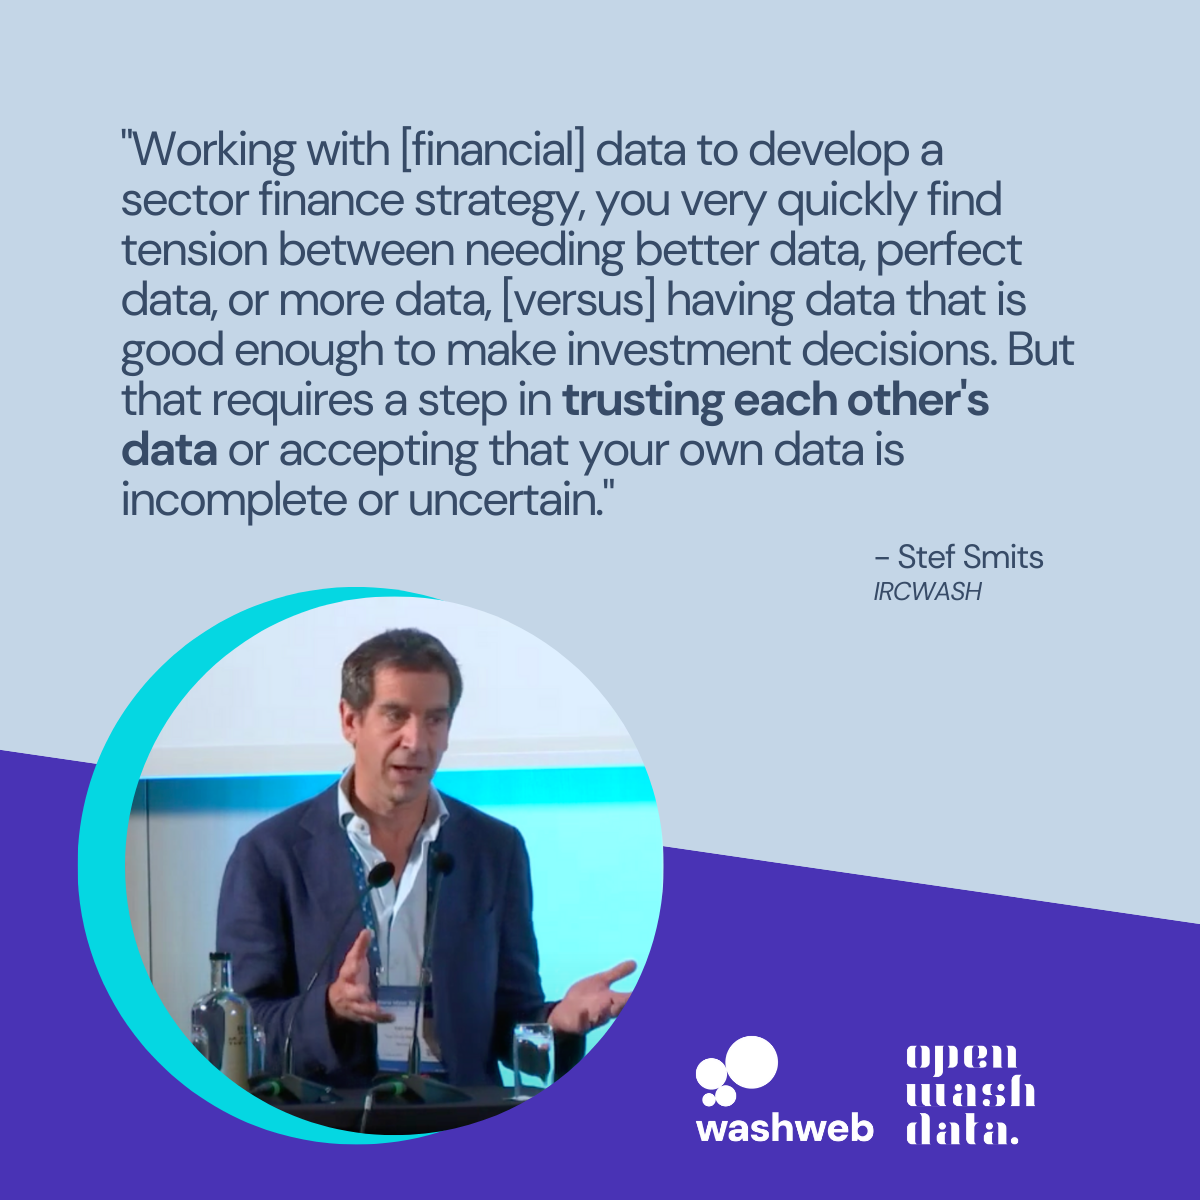 "Working with [financial] data to develop a
sector finance strategy, you very quickly find
tension between needing better data, perfect
data, or more data, [versus] having data that is
good enough to make investment decisions. But
that requires a step in trusting each other's
data or accepting that your own data is
incomplete or uncertain."
– Stef Smits
IRCWASH
washweb
open
wash
data.